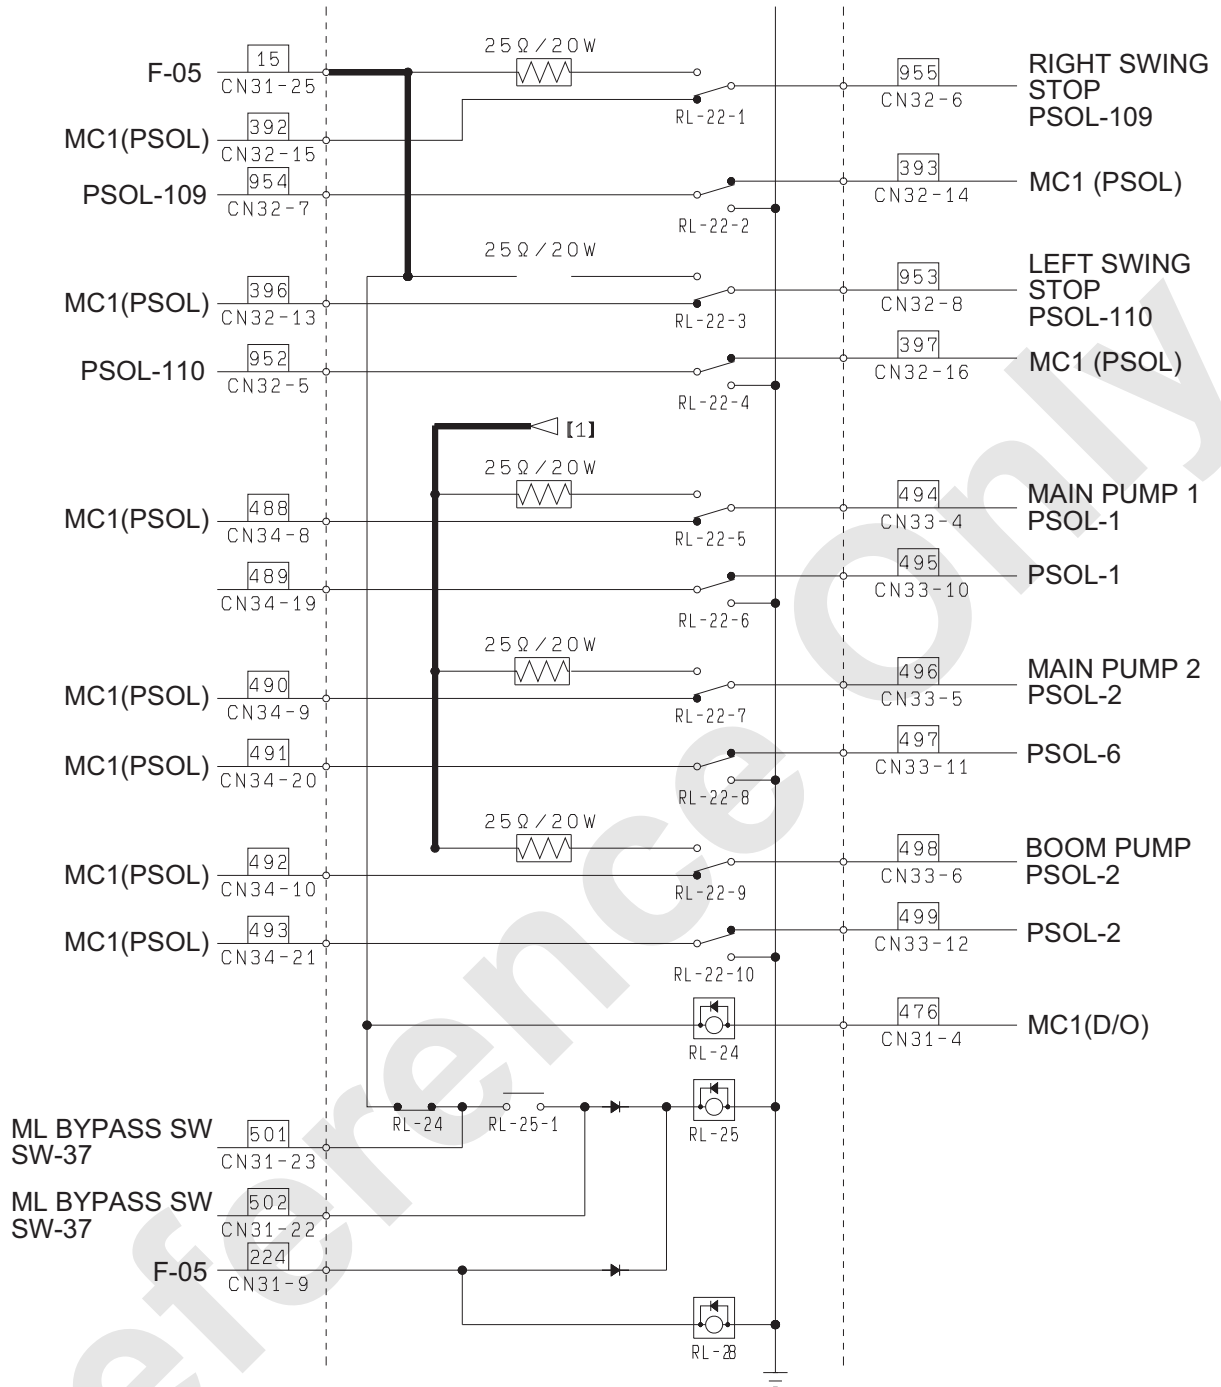 F-05 15 CN31-25 25Ω/20W RL-22-1 955 CN32-6 RIGHT SWING
STOP
PSOL-109
MC1(PSOL) 392 CN32-15
PSOL-109 954 CN32-7 RL-22-2 393 CN32-14 MC1 (PSOL)
25Ω/20W
MC1(PSOL) 396 CN32-13 RL-22-3 953 CN32-8 LEFT SWING
STOP
PSOL-110
PSOL-110 952 CN32-5 RL-22-4 397 CN32-16 MC1 (PSOL)
[1]
25Ω/20W
MC1(PSOL) 488 CN34-8 RL-22-5 494 CN33-4 MAIN PUMP 1
PSOL-1
489 CN34-19 RL-22-6 495 CN33-10 PSOL-1
25Ω/20W
MC1(PSOL) 490 CN34-9 RL-22-7 496 CN33-5 MAIN PUMP 2
PSOL-2
MC1(PSOL) 491 CN34-20 RL-22-8 497 CN33-11 PSOL-6
25Ω/20W
MC1(PSOL) 492 CN34-10 RL-22-9 498 CN33-6 BOOM PUMP
PSOL-2
MC1(PSOL) 493 CN34-21 RL-22-10 499 CN33-12 PSOL-2
RL-24 476 CN31-4 MC1(D/O)
RL-24 RL-25-1 RL-25
ML BYPASS SW
SW-37 501 CN31-23
ML BYPASS SW
SW-37 502 CN31-22
F-05 224 CN31-9
RL-28
eference Only